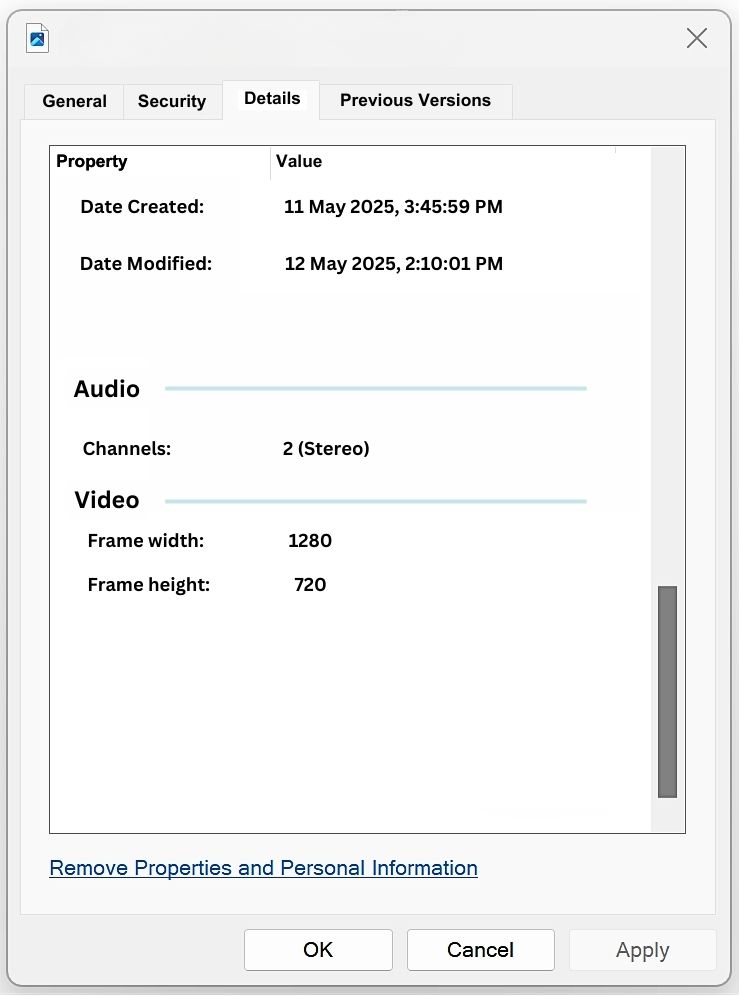 General Security Details Previous Versions
Property Value
Date Created: 11 May 2025, 3:45:59 PM
Date Modified: 12 May 2025, 2:10:01 PM
Audio
Channels: 2 (Stereo)
Video
Frame width: 1280
Frame height: 720
Remove Properties and Personal Information
OK Cancel Apply